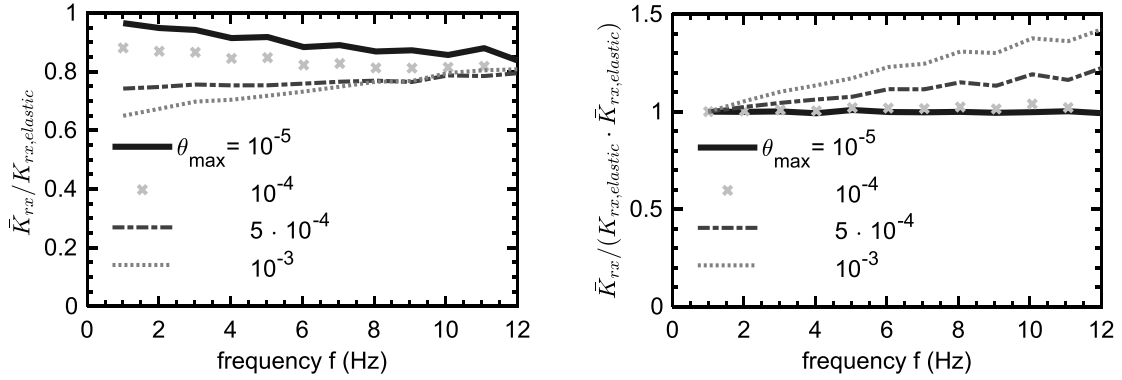 K̄rx/Krx,elastic
1
0.8
0.6
0.4
0.2
0
θmax = 10-5
10-4
5 · 10-4
10-3
0 2 4 6 8 10 12
frequency f (Hz)
K̄rx/(Krx,elastic · K̄rx,elastic)
1.5
1
0.5
0
θmax = 10-5
10-4
5 · 10-4
10-3
0 2 4 6 8 10 12
frequency f (Hz)